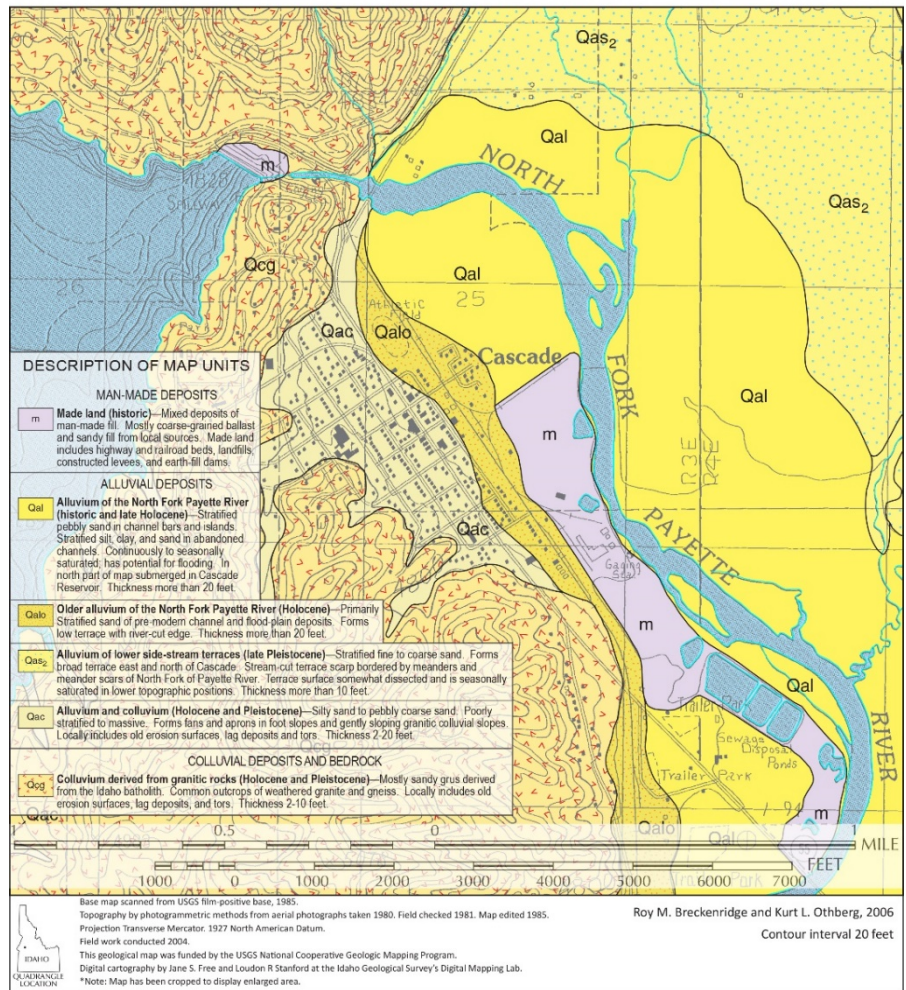 Qas₂
Qal
NORTH
m
1828
SPILLWAY
Qas₂
Qcg
Qal
26
25
Athletic
Field
Qac
Qalo
Cascade
FORK
Qal
R3E
R4E
m
DESCRIPTION OF MAP UNITS
MAN-MADE DEPOSITS
m Made land (historic)—Mixed deposits of
man-made fill. Mostly coarse-grained ballast
and sandy fill from local sources. Made land
includes highway and railroad beds, landfills,
constructed levees, and earth-fill dams.
ALLUVIAL DEPOSITS
Qal Alluvium of the North Fork Payette River
(historic and late Holocene)—Stratified
pebbly sand in channel bars and islands.
Stratified silt, clay, and sand in abandoned
channels. Continuously to seasonally
saturated; has potential for flooding. In
north part of map submerged in Cascade
Reservoir. Thickness more than 20 feet.
Qalo Older alluvium of the North Fork Payette River (Holocene)—Primarily
Stratified sand of pre-modern channel and flood-plain deposits. Forms
low terrace with river-cut edge. Thickness more than 20 feet.
Qas₂ Alluvium of lower side-stream terraces (late Pleistocene)—Stratified fine to coarse sand. Forms
broad terrace east and north of Cascade. Stream-cut terrace scarp bordered by meanders and
meander scars of North Fork of Payette River. Terrace surface somewhat dissected and is seasonally
saturated in lower topographic positions. Thickness more than 10 feet.
Qac Alluvium and colluvium (Holocene and Pleistocene)—Silty sand to pebbly coarse sand. Poorly
stratified to massive. Forms fans and aprons in foot slopes and gently sloping granitic colluvial slopes.
Locally includes old erosion surfaces, lag deposits and tors. Thickness 2-20 feet.
COLLUVIAL DEPOSITS AND BEDROCK
Qcg Colluvium derived from granitic rocks (Holocene and Pleistocene)—Mostly sandy grus derived
from the Idaho batholith. Common outcrops of weathered granite and gneiss. Locally includes old
erosion surfaces, lag deposits, and tors. Thickness 2-10 feet.
Qac
PAYETTE
Gaging
Sta
m
Qal
RIVER
Trailer Park
Sewage
Disposal
Ponds
Trailer Park
m
Qcg
Qac
Qalo
Qal
Trailer Park
1 0.5 0 1 MILE
FEET
1000 0 1000 2000 3000 4000 5000 6000 7000
Base map scanned from USGS film-positive base, 1985.
Topography by photogrammetric methods from aerial photographs taken 1980. Field checked 1981. Map edited 1985.
Projection Transverse Mercator. 1927 North American Datum.
Field work conducted 2004.
This geological map was funded by the USGS National Cooperative Geologic Mapping Program.
Digital cartography by Jane S. Free and Loudon R Stanford at the Idaho Geological Survey's Digital Mapping Lab.
*Note: Map has been cropped to display enlarged area.
IDAHO
QUADRANGLE
LOCATION
Roy M. Breckenridge and Kurt L. Othberg, 2006
Contour interval 20 feet